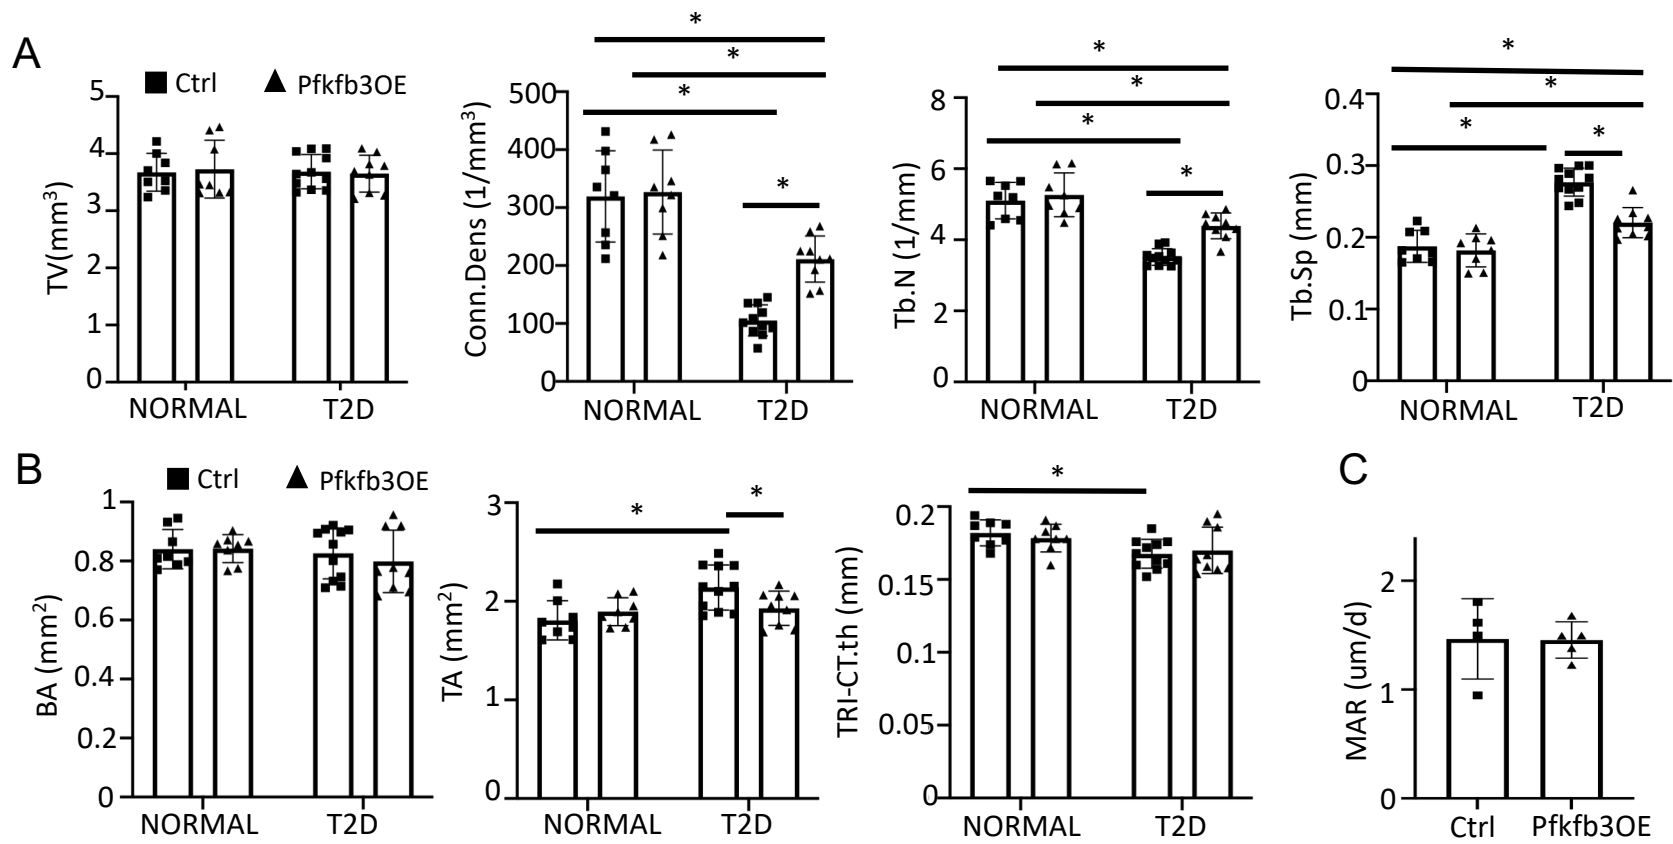 A
Ctrl Pfkfb3OE
TV(mm3)
5
4
3
2
1
0
NORMAL T2D
* * * *
Conn.Dens (1/mm3)
500
400
300
200
100
0
NORMAL T2D
* * * *
Tb.N (1/mm)
8
6
4
2
0
NORMAL T2D
* * * *
Tb.Sp (mm)
0.4
0.3
0.2
0.1
0
NORMAL T2D
B
Ctrl Pfkfb3OE
BA (mm2)
1
0.8
0.6
0.4
0.2
0
NORMAL T2D
* *
TA (mm2)
3
2
1
0
NORMAL T2D
*
TRI-CT.th (mm)
0.2
0.15
0.1
0.05
0
NORMAL T2D
C
MAR (um/d)
2
1
0
Ctrl Pfkfb3OE